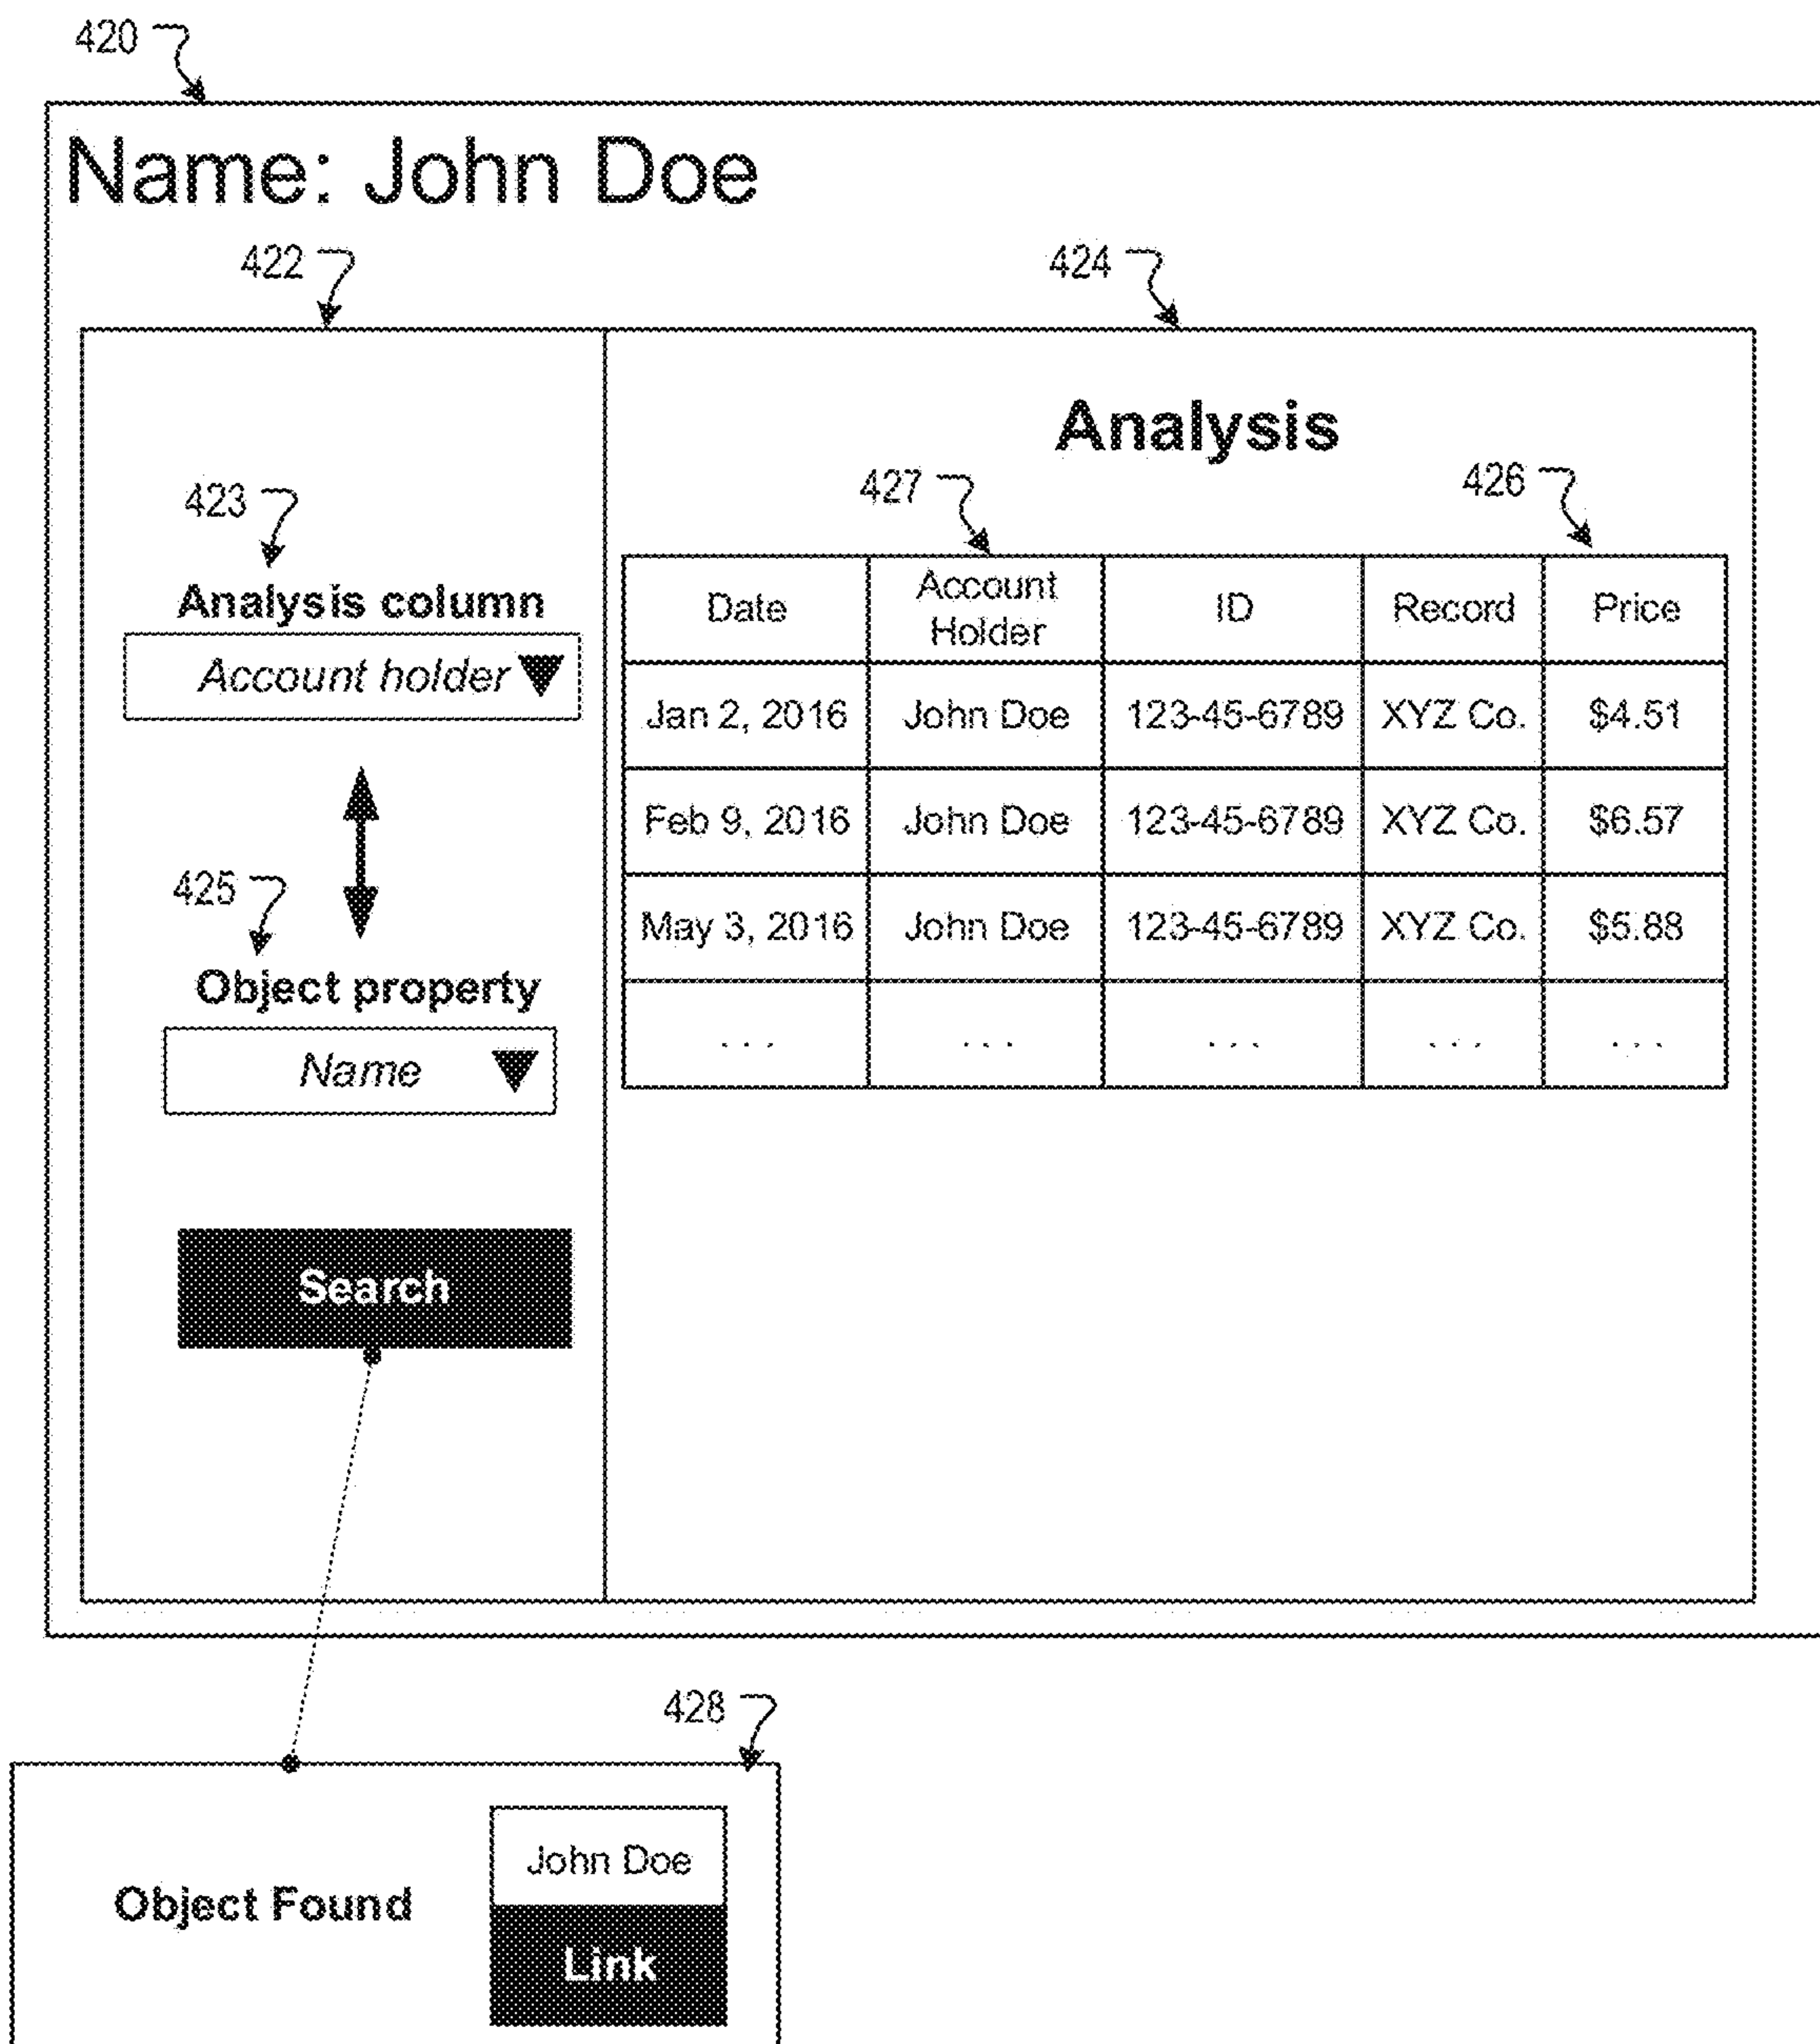 420
Name: John Doe
422
424
Analysis
423
427
426
Analysis column
Account holder
425
Object property
Name
Search
Date Account Holder ID Record Price
Jan 2, 2016 John Doe 123-45-6789 XYZ Co. $4.51
Feb 9, 2016 John Doe 123-45-6789 XYZ Co. $6.57
May 3, 2016 John Doe 123-45-6789 XYZ Co. $5.88
... ... ... ... ...
428
Object Found
John Doe
Link